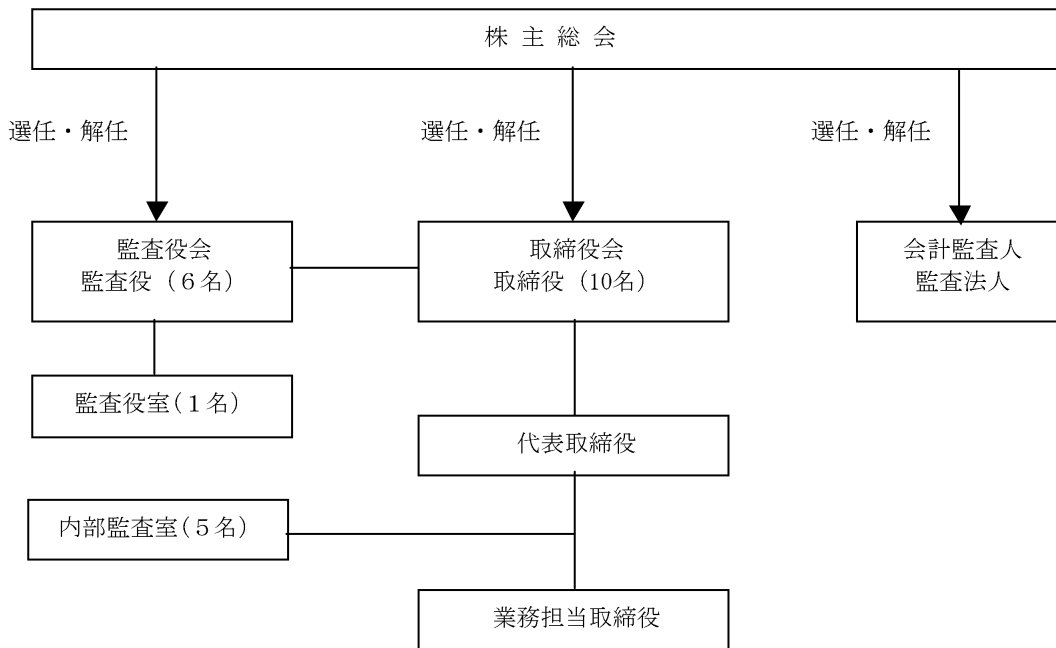 株 主 総 会
選任・解任
選任・解任
選任・解任
監査役会
監査役（６名）
取締役会
取締役（10名）
会計監査人
監査法人
監査役室（１名）
代表取締役
内部監査室（５名）
業務担当取締役